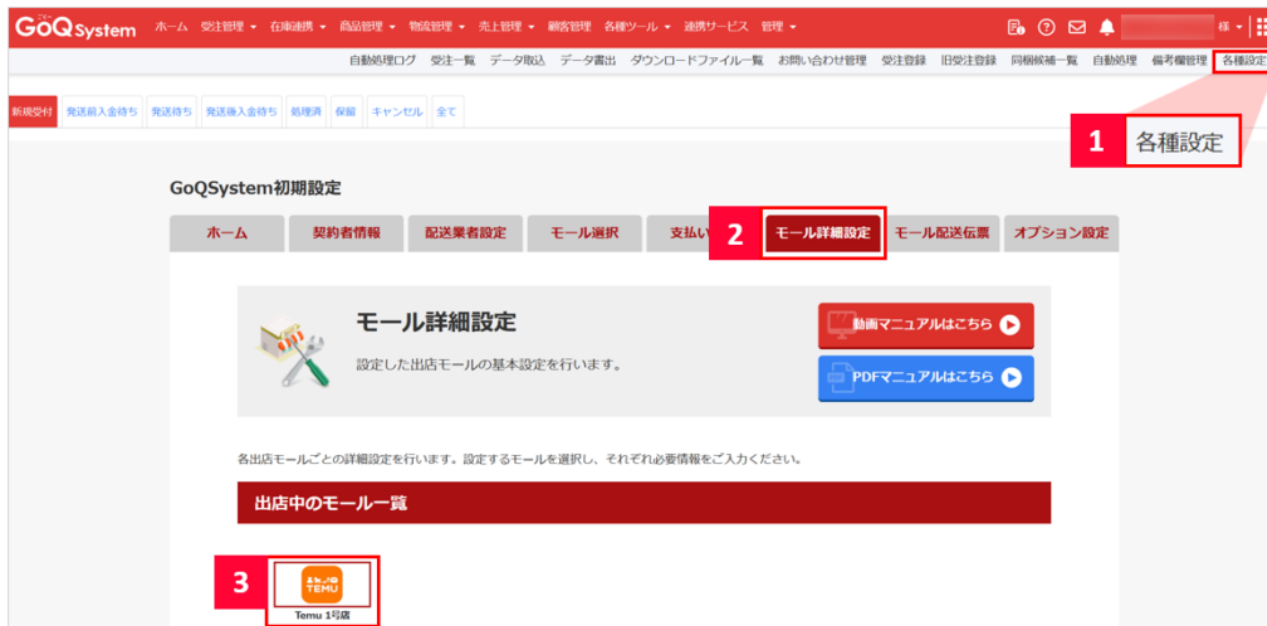 GoQSystem ホーム 受注管理 在庫連携 商品管理 物流管理 売上管理 顧客管理 各種ツール 連携サービス 管理 様
自動処理ログ 受注一覧 データ取込 データ書出 ダウンロードファイル一覧 お問い合わせ管理 受注登録 旧受注登録 同梱候補一覧 自動処理 備考欄管理 各種設定
新規受付 発送前入金待ち 発送待ち 発送後入金待ち 処理済 保留 キャンセル 全て
1 各種設定
GoQSystem初期設定
ホーム 契約者情報 配送業者設定 モール選択 支払い 2 モール詳細設定 モール配送伝票 オプション設定
モール詳細設定
動画マニュアルはこちら
設定した出店モールの基本設定を行います。
PDFマニュアルはこちら
各出店モールごとの詳細設定を行います。設定するモールを選択し、それぞれ必要情報をご入力ください。
出店中のモール一覧
3
TEMU
Temu 1号店